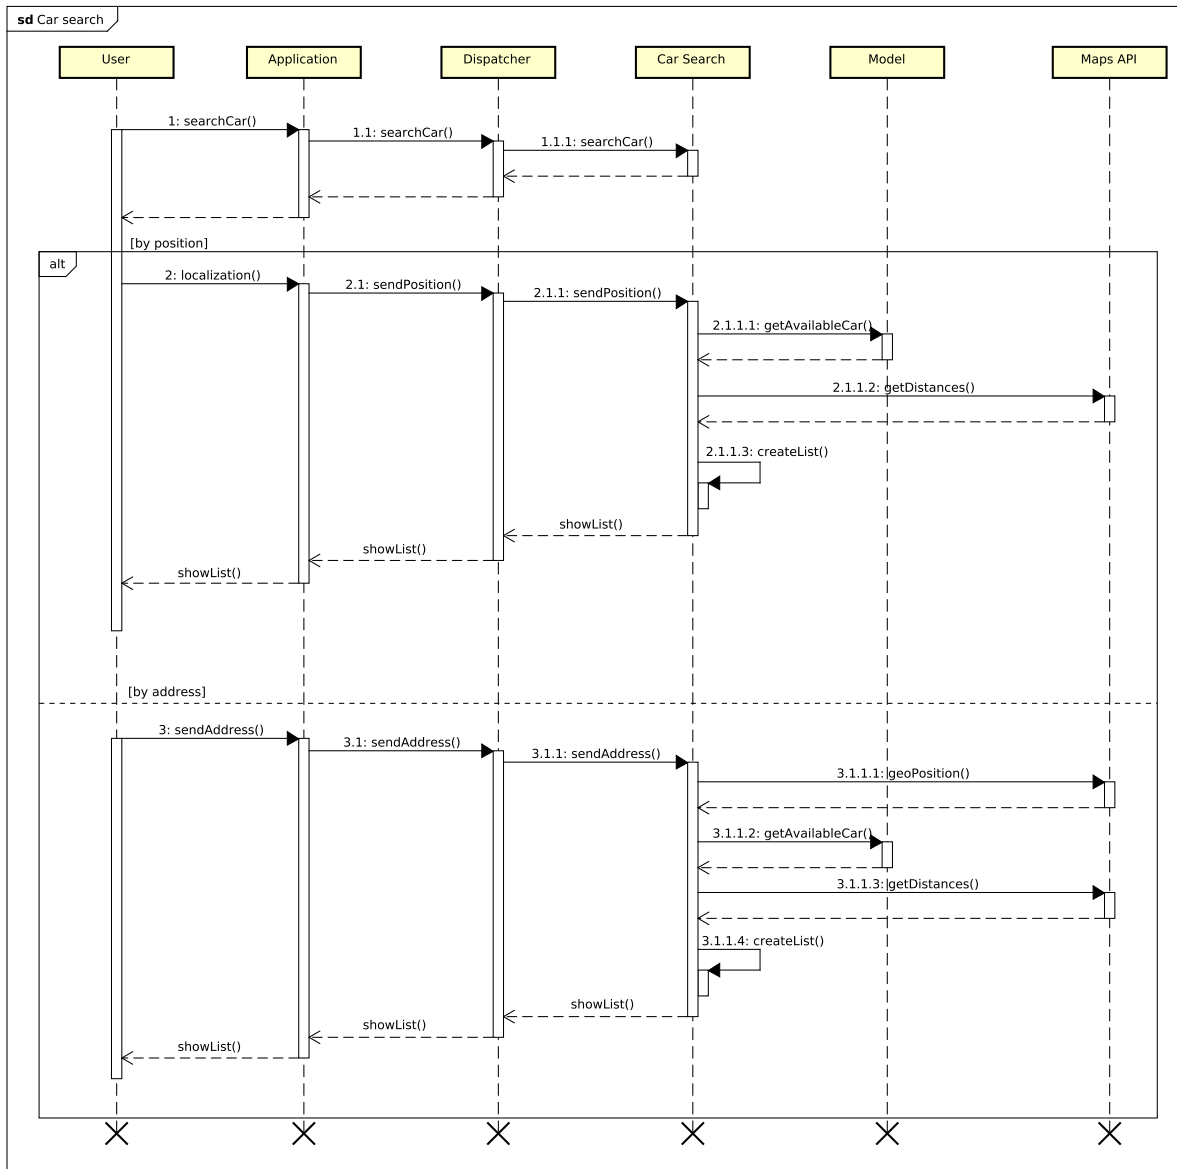 sd Car search
User
Application
Dispatcher
Car Search
Model
Maps API
1: searchCar()
1.1: searchCar()
1.1.1: searchCar()
[by position]
alt
2: localization()
2.1: sendPosition()
2.1.1: sendPosition()
2.1.1.1: getAvailableCar()
2.1.1.2: getDistances()
2.1.1.3: createList()
showList()
showList()
showList()
[by address]
3: sendAddress()
3.1: sendAddress()
3.1.1: sendAddress()
3.1.1.1: geoPosition()
3.1.1.2: getAvailableCar()
3.1.1.3: getDistances()
3.1.1.4: createList()
showList()
showList()
showList()